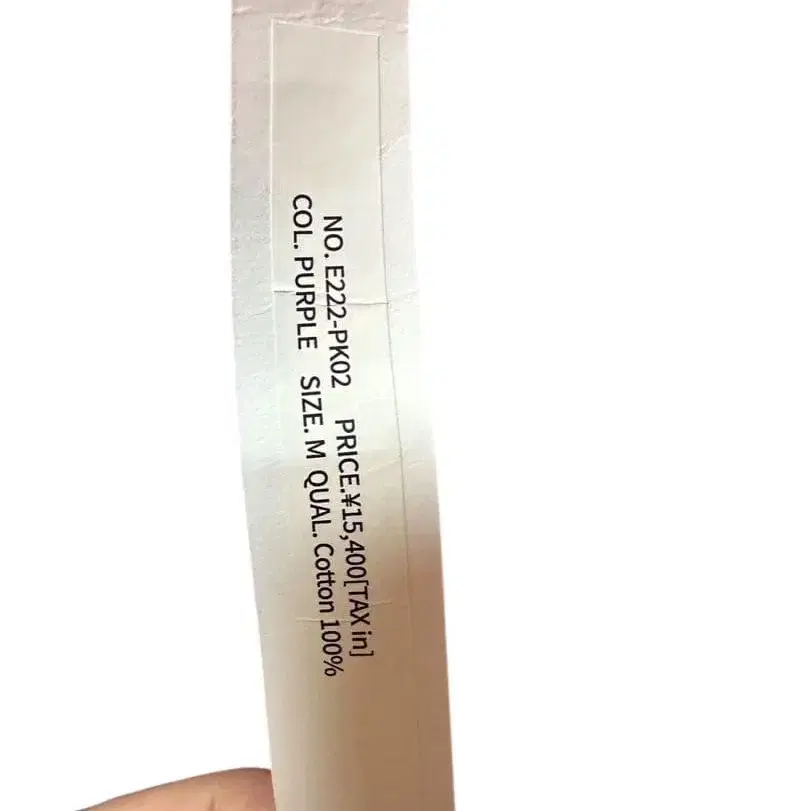 NO. E222-PK02 PRICE.¥15,400[TAX in]
COL. PURPLE SIZE. M QUAL. Cotton 100%